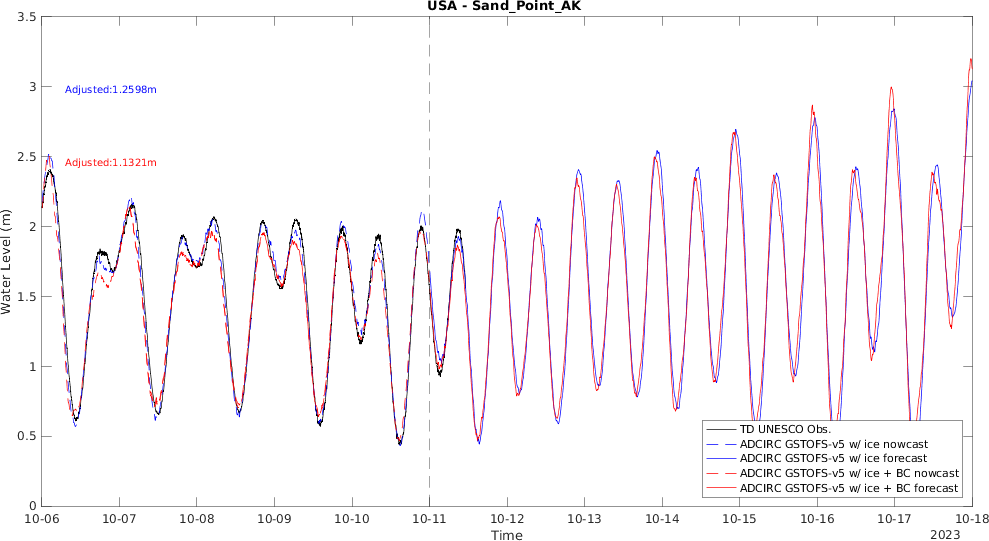 USA - Sand_Point_AK
3.5
3
2.5
2
1.5
1
0.5
0
Water Level (m)
Adjusted:1.2598m
Adjusted:1.1321m
TD UNESCO Obs.
ADCIRC GSTOFS-v5 w/ ice nowcast
ADCIRC GSTOFS-v5 w/ ice forecast
ADCIRC GSTOFS-v5 w/ ice + BC nowcast
ADCIRC GSTOFS-v5 w/ ice + BC forecast
10-06 10-07 10-08 10-09 10-10 10-11 10-12 10-13 10-14 10-15 10-16 10-17 10-18
Time
2023